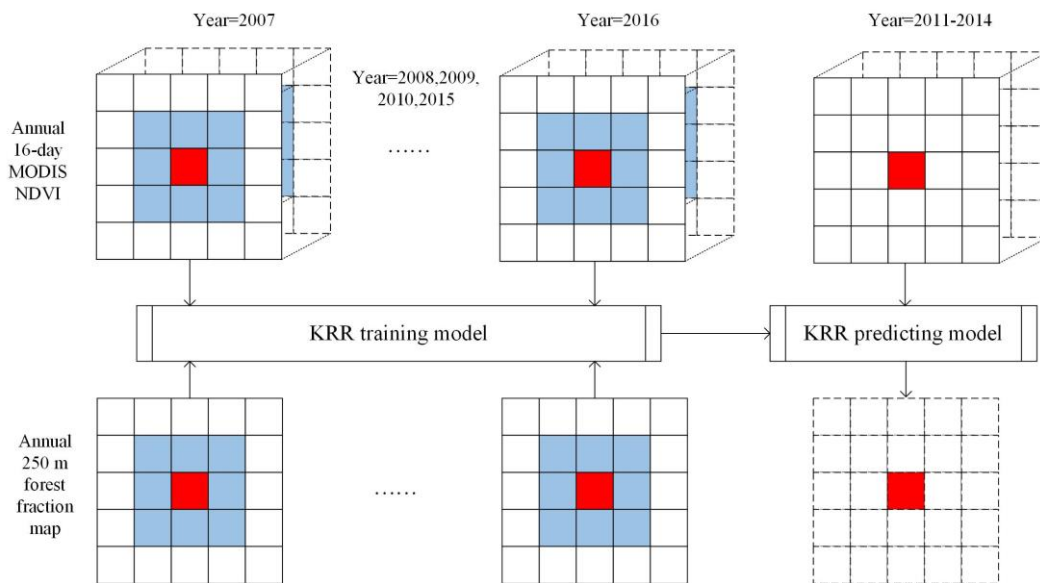 Year=2007
Year=2016
Year=2011-2014
Year=2008,2009,
2010,2015
Annual
16-day
MODIS
NDVI
......
KRR training model
KRR predicting model
Annual
250 m
forest
fraction
map
......
......